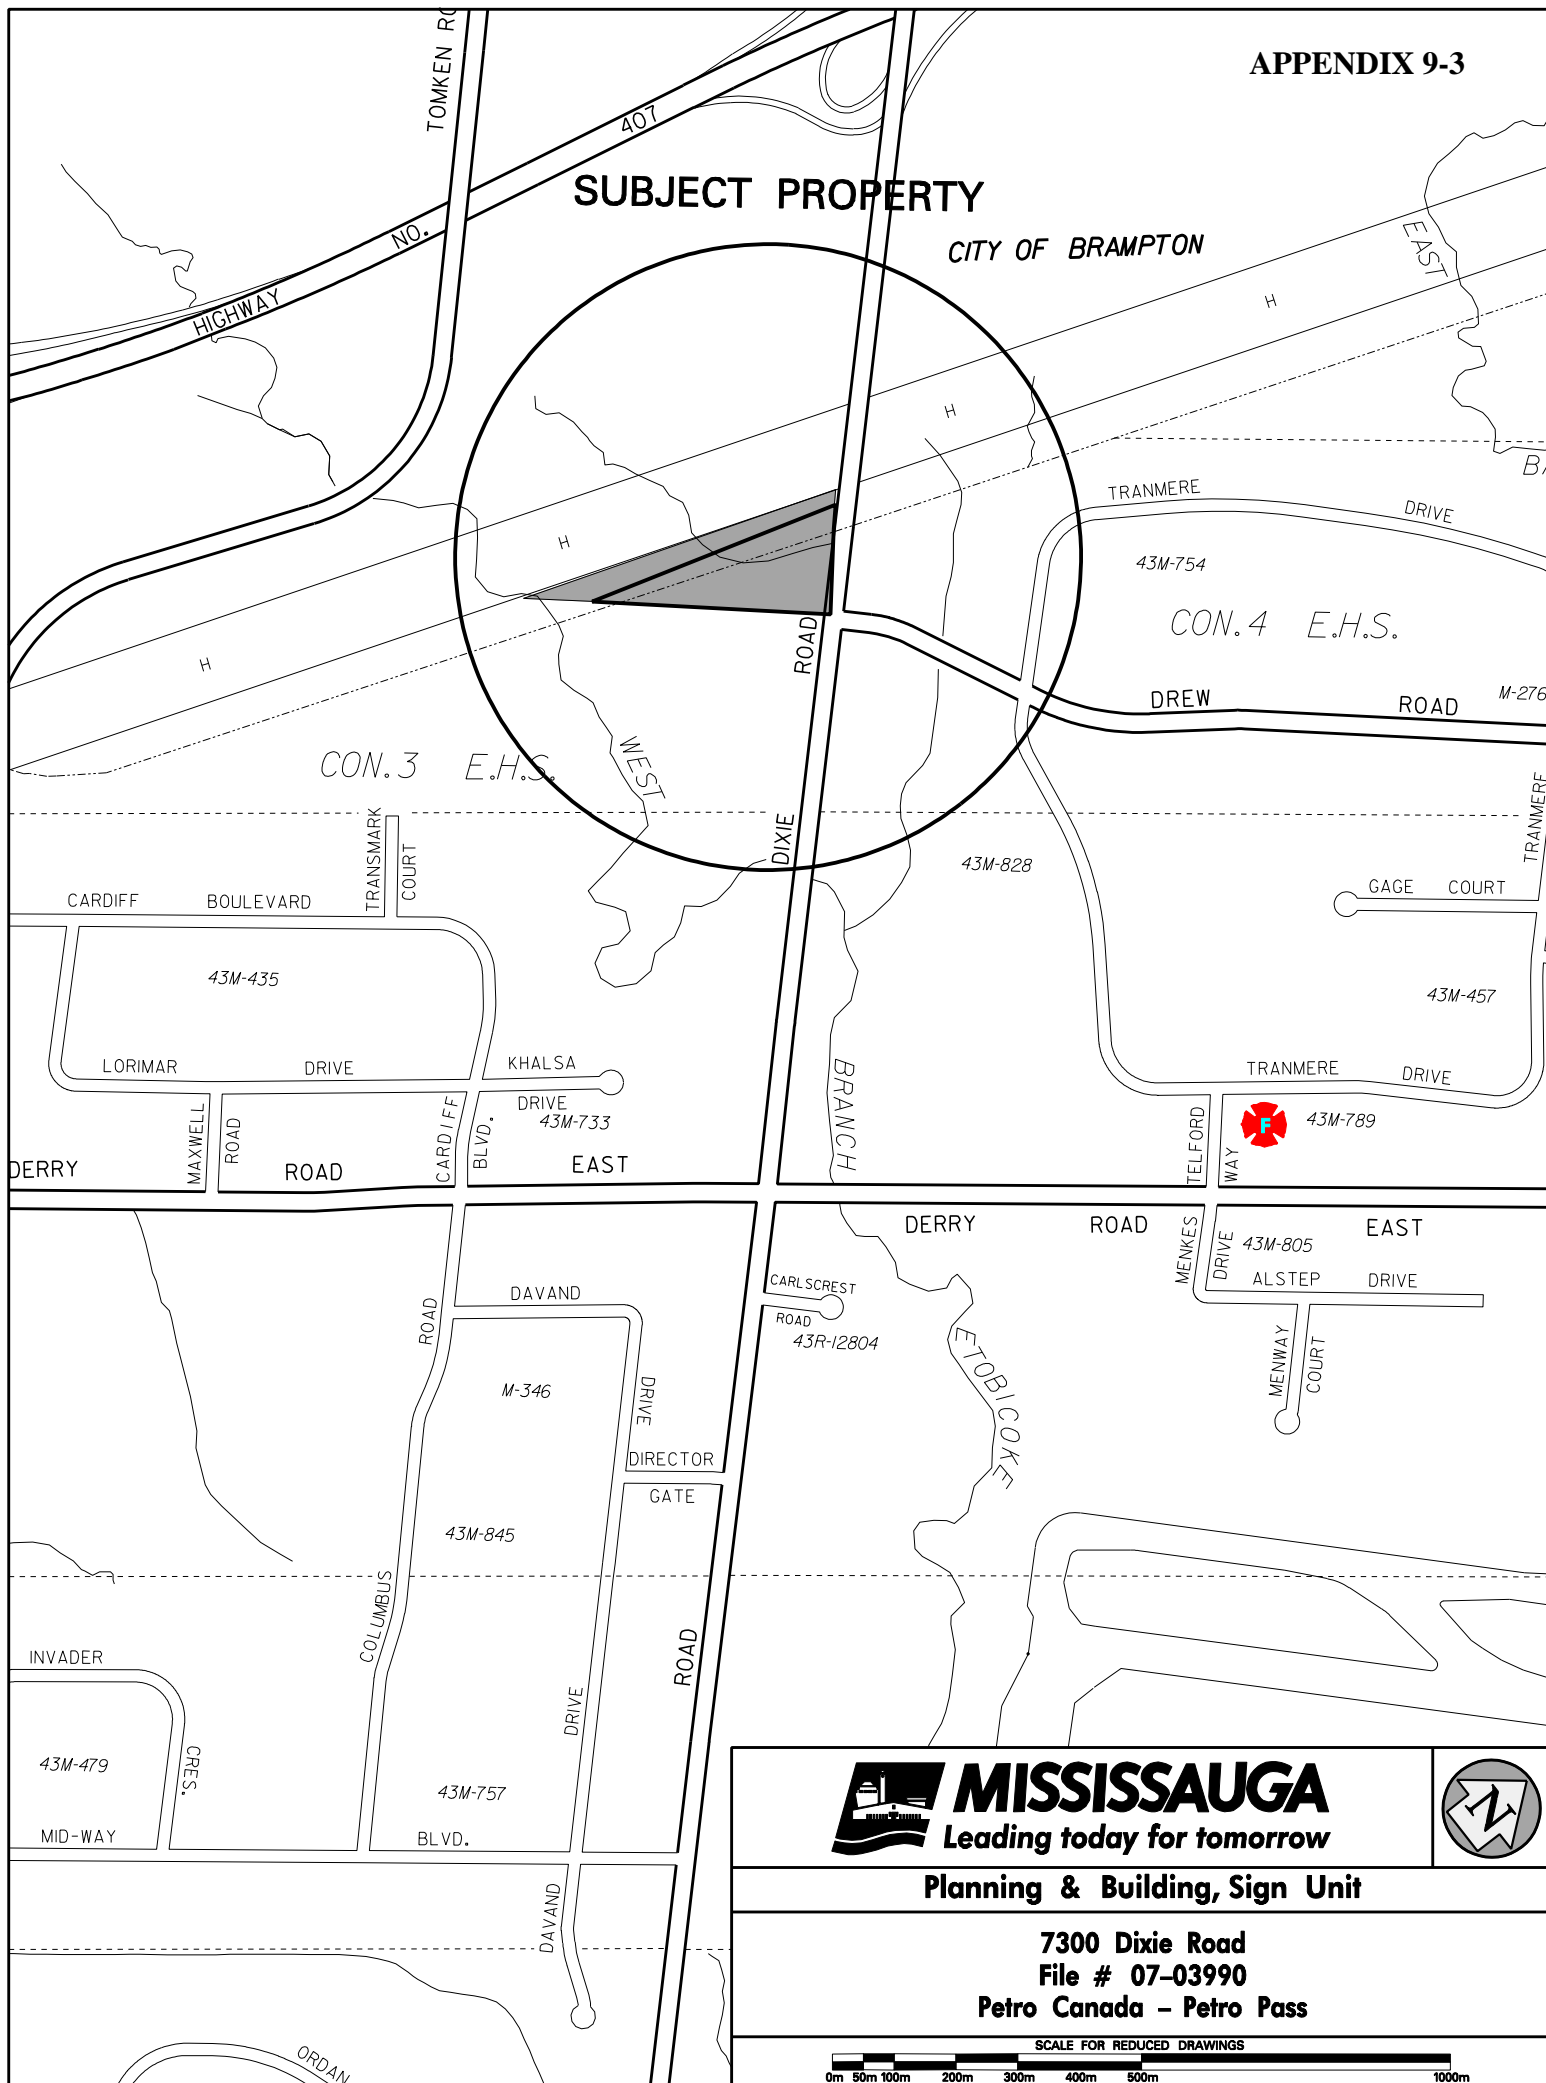 APPENDIX 9-3
TOMKEN
407
SUBJECT PROPERTY
NO.
CITY OF BRAMPTON
EAST
HIGHWAY
H
H
TRANMERE
DRIVE
H
43M-754
CON. 4 E.H.S.
ROAD
H
DREW ROAD
M-276
WEST
CON. 3 E.H.S.
TRANSMARK
COURT
DIXIE
TRANMERE
43M-828
GAGE COURT
CARDIFF BOULEVARD
43M-435
43M-457
LORIMAR DRIVE
KHALSA
DRIVE
43M-733
TRANMERE DRIVE
BRANCH
MAXWELL
ROAD
CARDIFF
BLVD.
TELFORD
WAY
F
43M-789
DERRY ROAD EAST
DERRY ROAD EAST
MENKES
DRIVE
43M-805
ALSTEP DRIVE
DAVAND
CARLSCREST
ROAD
43R-12804
ROAD
MENWAY
COURT
ETOBICOKE
M-346
DRIVE
DIRECTOR
GATE
43M-845
COLUMBUS
ROAD
INVADER
DRIVE
CRES.
43M-479
43M-757
MID-WAY BLVD.
DAVAND
ORDAN
MISSISSAUGA
Leading today for tomorrow
N
Planning & Building, Sign Unit
7300 Dixie Road
File # 07-03990
Petro Canada - Petro Pass
SCALE FOR REDUCED DRAWINGS
0m 50m 100m 200m 300m 400m 500m 1000m